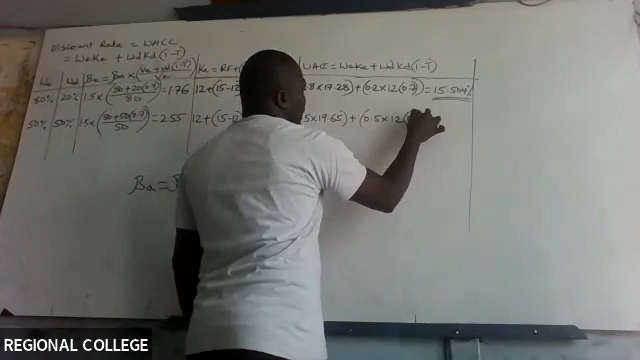 Discount Rate = WACC
= WeKe + WdKd(1-T)
We Wd Be = Ba × (Ve + Vd(1-T)) Ke = RF + WACC = WeKe + WdKd(1-T)
Ve
80% 20% 1.5 × (80+20(0.7)) = 1.76 12 + (15-12 8 × 17.28) + (0.2 × 12(0.7)) = 15.504%
80
50% 50% 1.5 × (50+50(0.7)) = 2.55 12 + (15-12 5 × 19.65) + (0.5 × 12
50
Ba =
REGIONAL COLLEGE